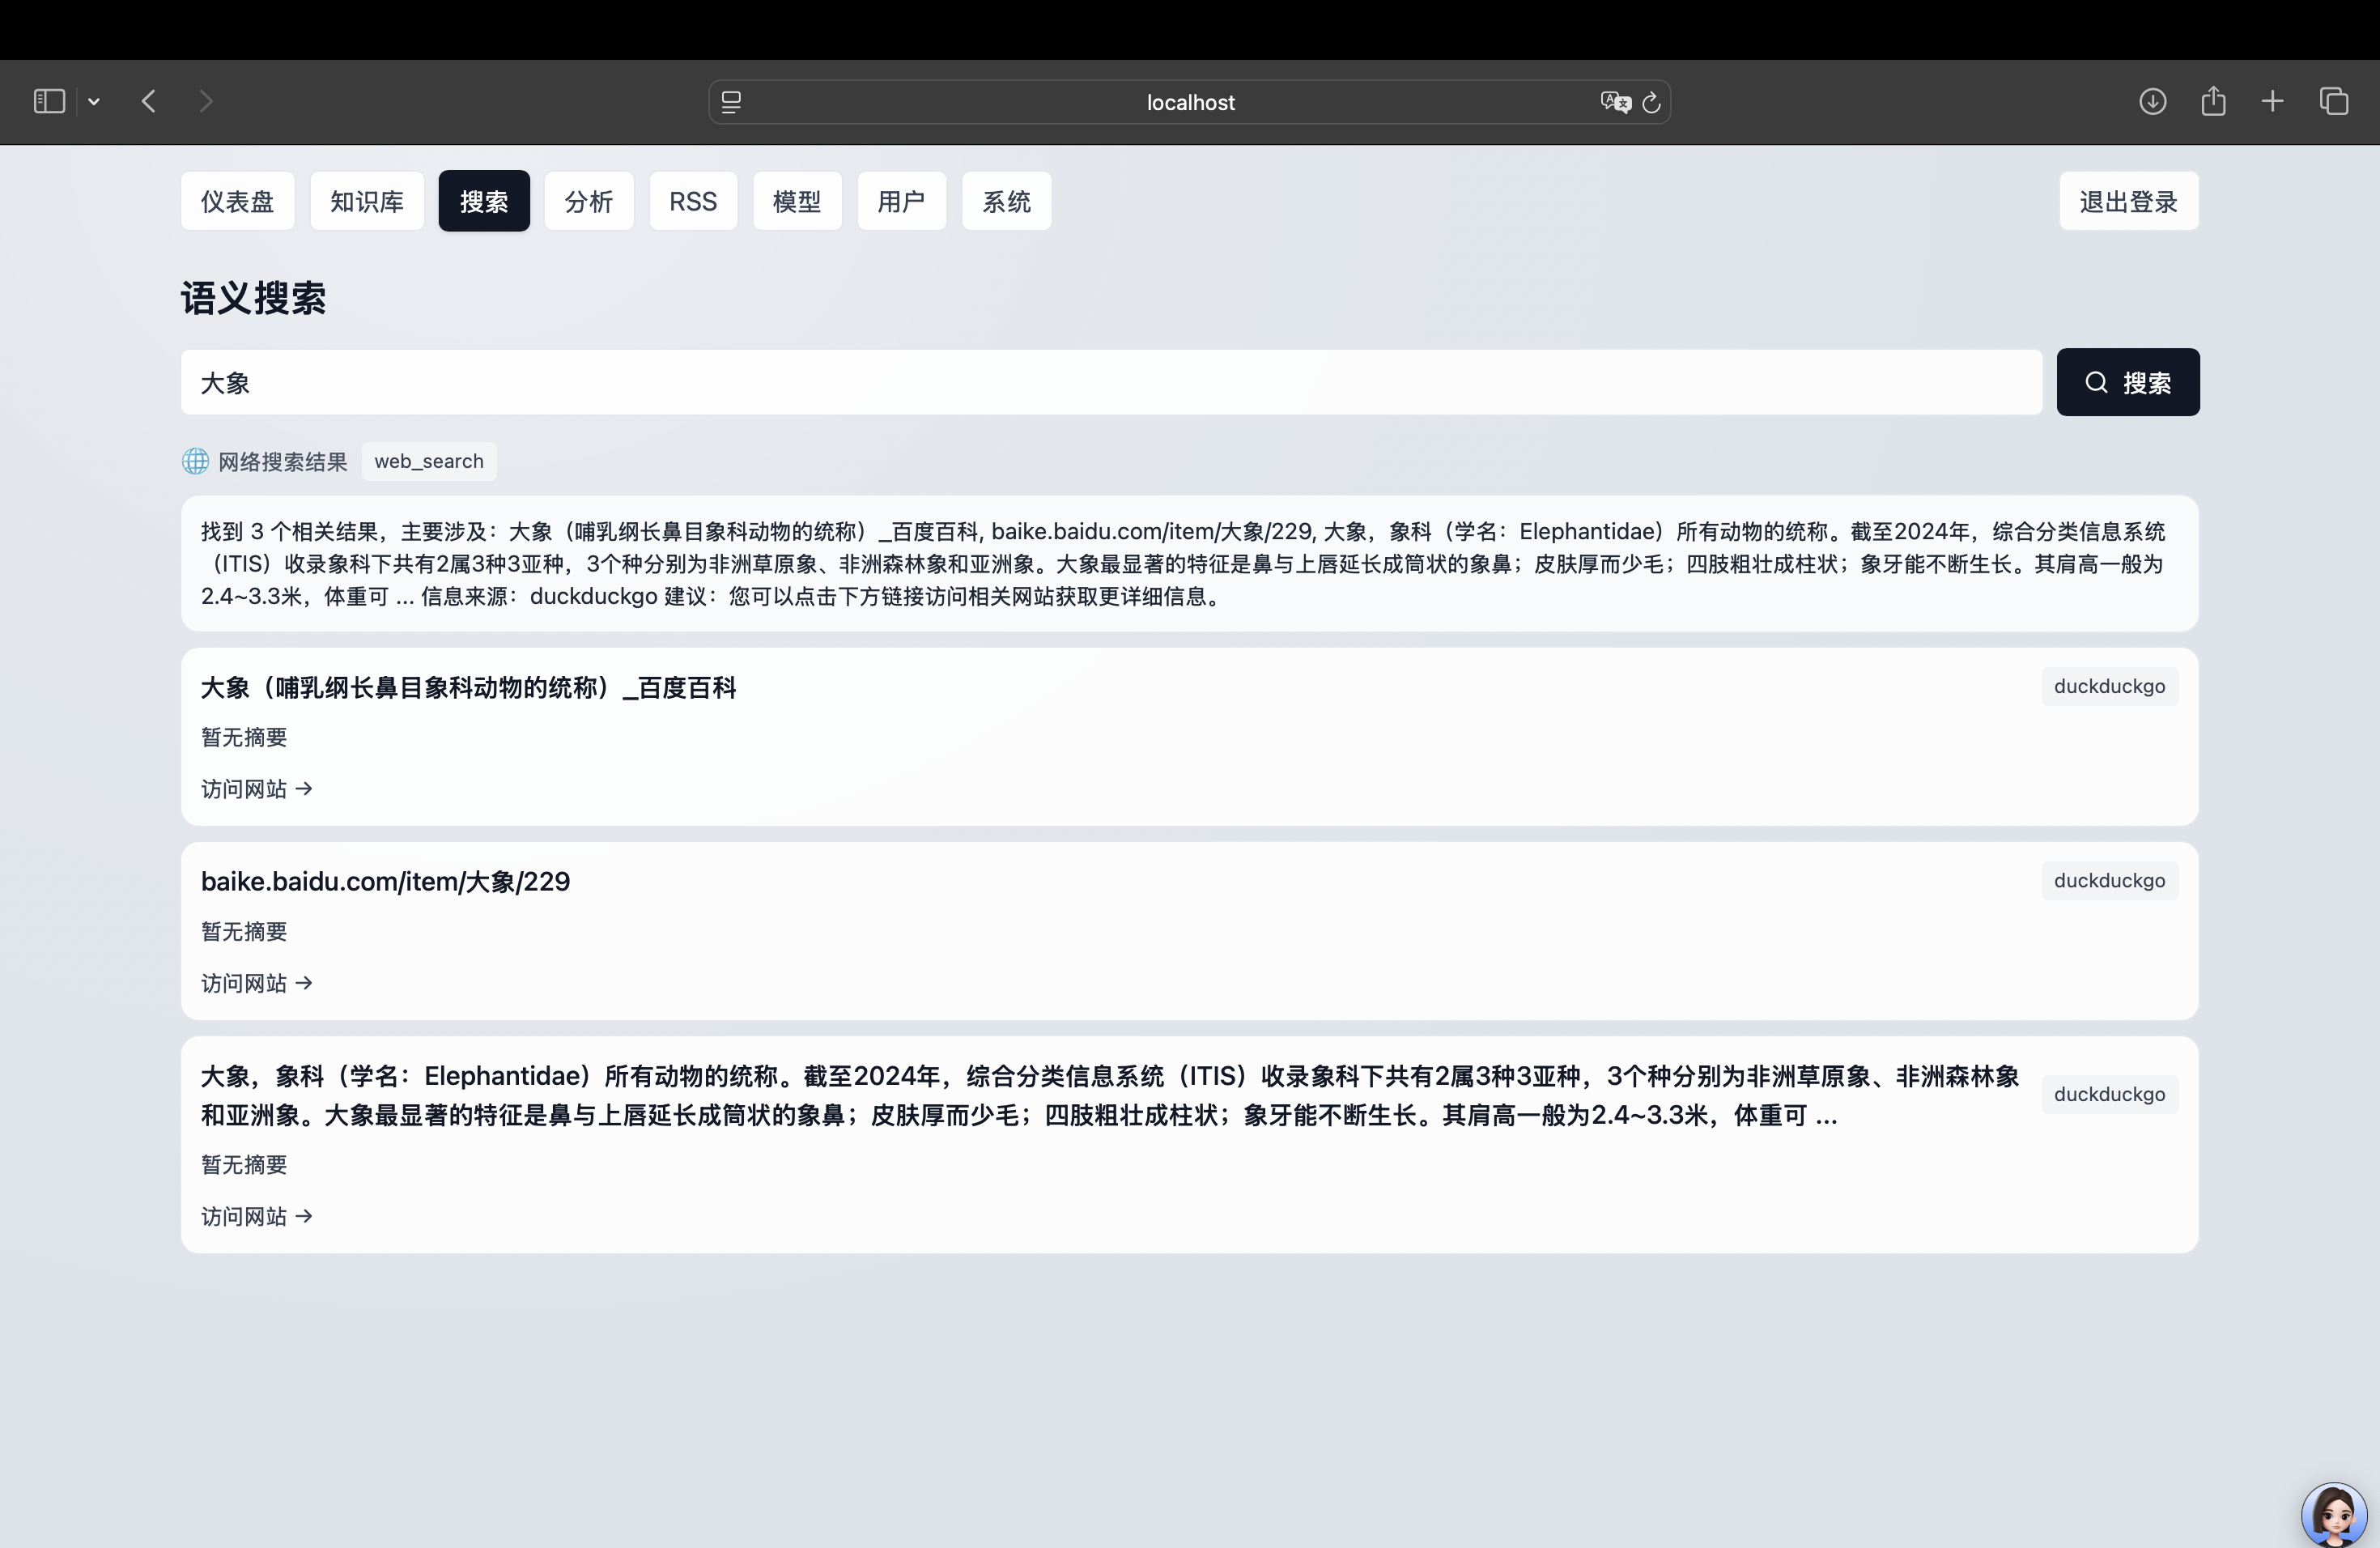 localhost
仪表盘 知识库 搜索 分析 RSS 模型 用户 系统 退出登录
语义搜索
大象 搜索
网络搜索结果 web_search
找到 3 个相关结果，主要涉及：大象（哺乳纲长鼻目象科动物的统称）_百度百科, baike.baidu.com/item/大象/229, 大象，象科（学名：Elephantidae）所有动物的统称。截至2024年，综合分类信息系统
（ITIS）收录象科下共有2属3种3亚种，3个种分别为非洲草原象、非洲森林象和亚洲象。大象最显著的特征是鼻与上唇延长成筒状的象鼻；皮肤厚而少毛；四肢粗壮成柱状；象牙能不断生长。其肩高一般为
2.4~3.3米，体重可 ... 信息来源：duckduckgo 建议：您可以点击下方链接访问相关网站获取更详细信息。
大象（哺乳纲长鼻目象科动物的统称）_百度百科 duckduckgo
暂无摘要
访问网站 →
baike.baidu.com/item/大象/229 duckduckgo
暂无摘要
访问网站 →
大象，象科（学名：Elephantidae）所有动物的统称。截至2024年，综合分类信息系统（ITIS）收录象科下共有2属3种3亚种，3个种分别为非洲草原象、非洲森林象
和亚洲象。大象最显著的特征是鼻与上唇延长成筒状的象鼻；皮肤厚而少毛；四肢粗壮成柱状；象牙能不断生长。其肩高一般为2.4~3.3米，体重可 ... duckduckgo
暂无摘要
访问网站 →